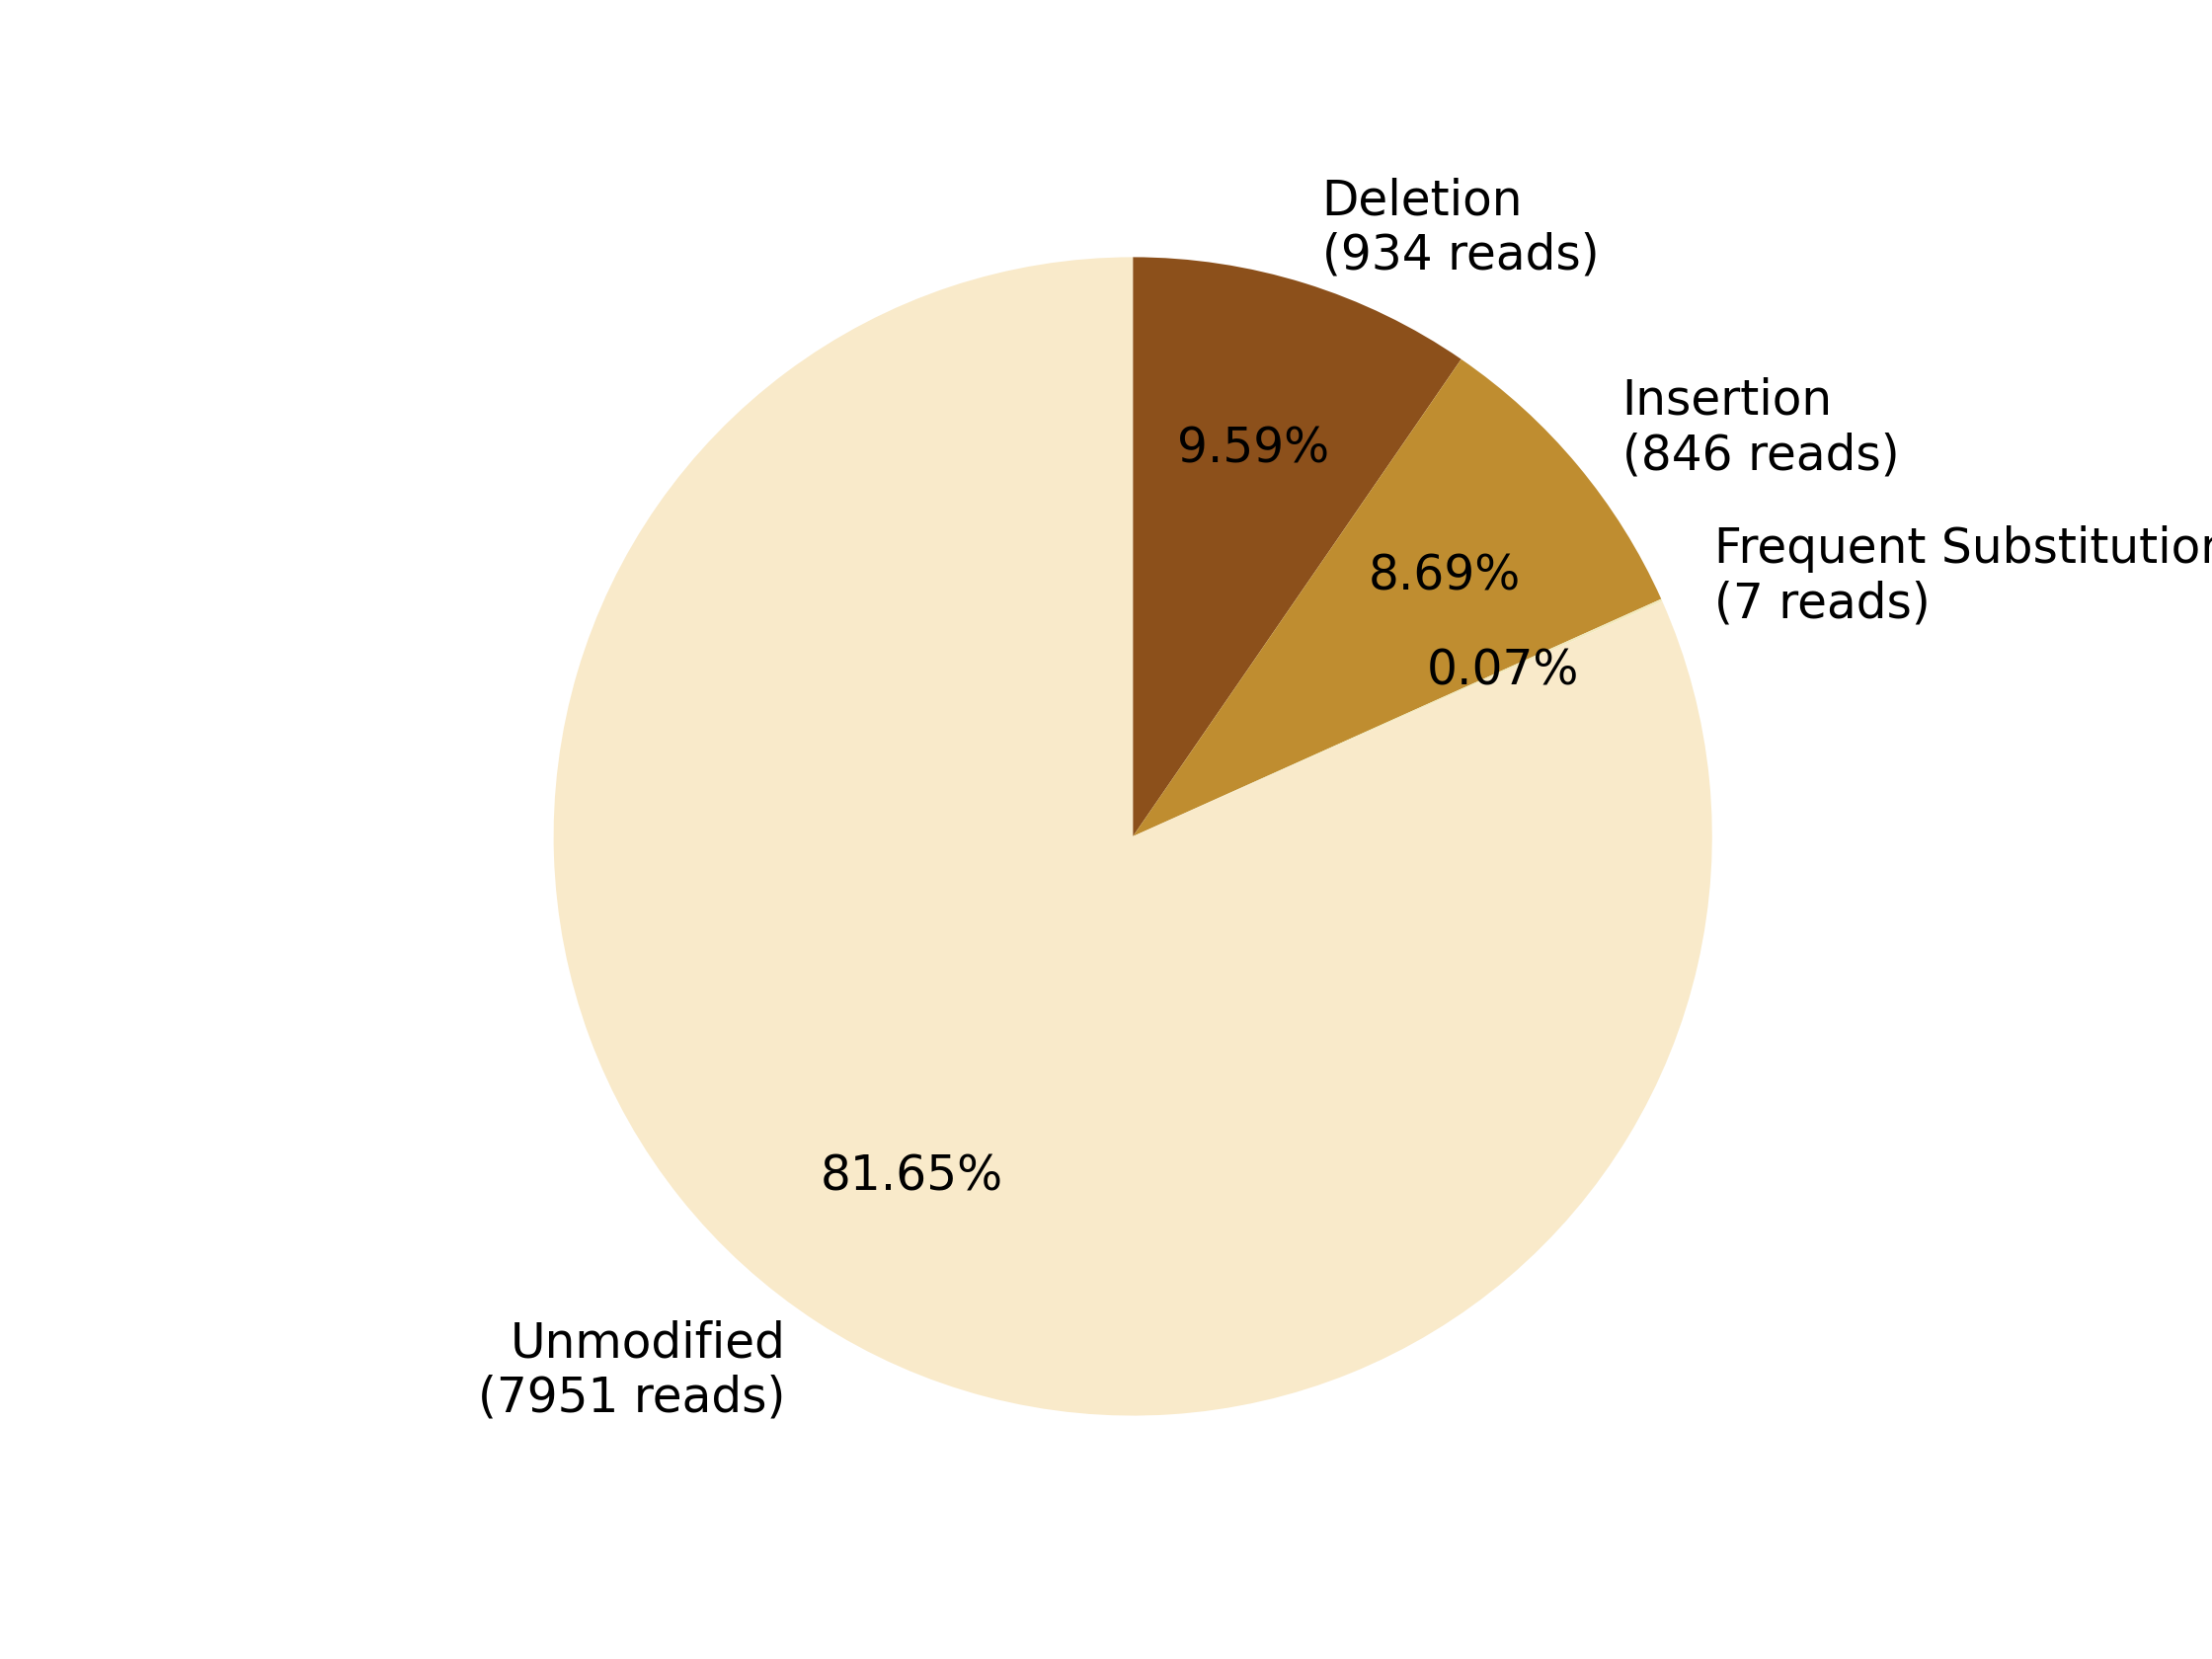 Deletion
(934 reads)
9.59%
Insertion
(846 reads)
8.69%
Frequent Substitution
(7 reads)
0.07%
81.65%
Unmodified
(7951 reads)